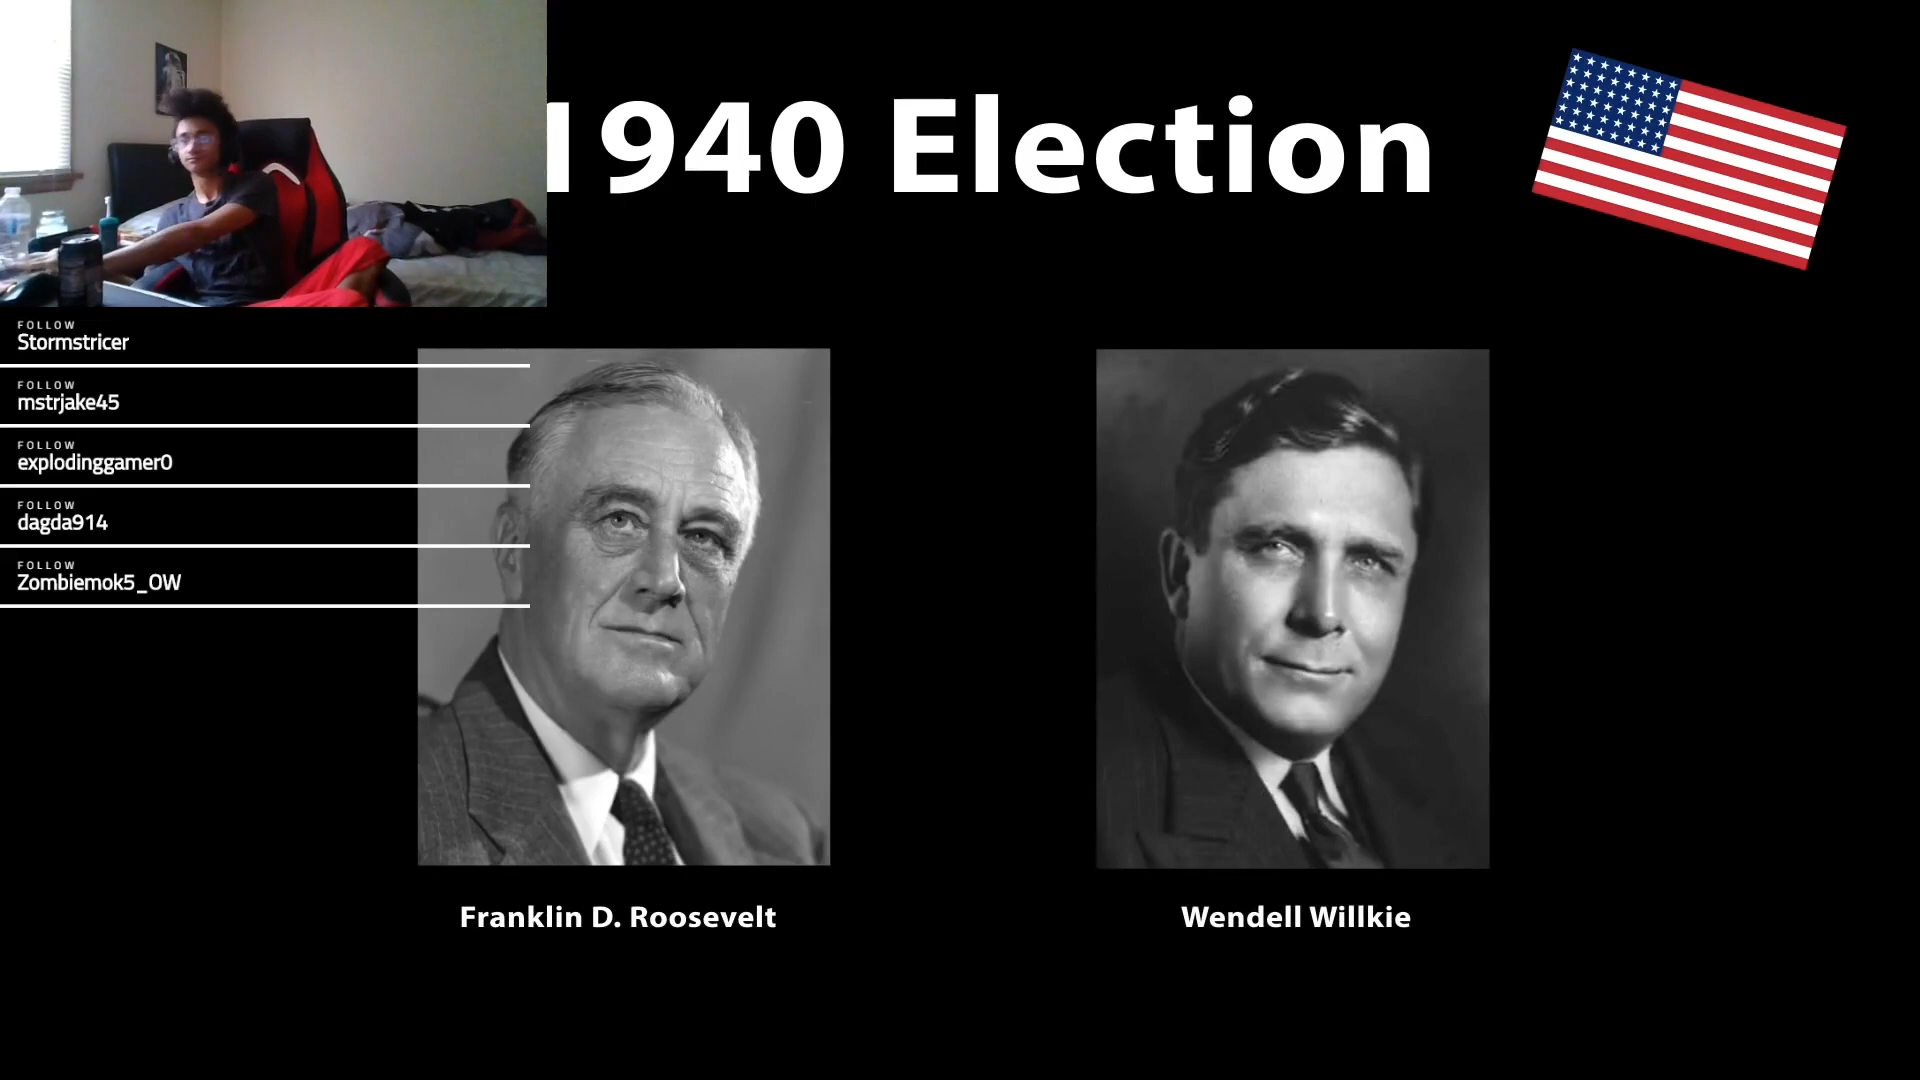 1940 Election
FOLLOW
Stormstricer
FOLLOW
mstrjake45
FOLLOW
explodinggamer0
FOLLOW
dagda914
FOLLOW
Zombiemok5_OW
Franklin D. Roosevelt
Wendell Willkie